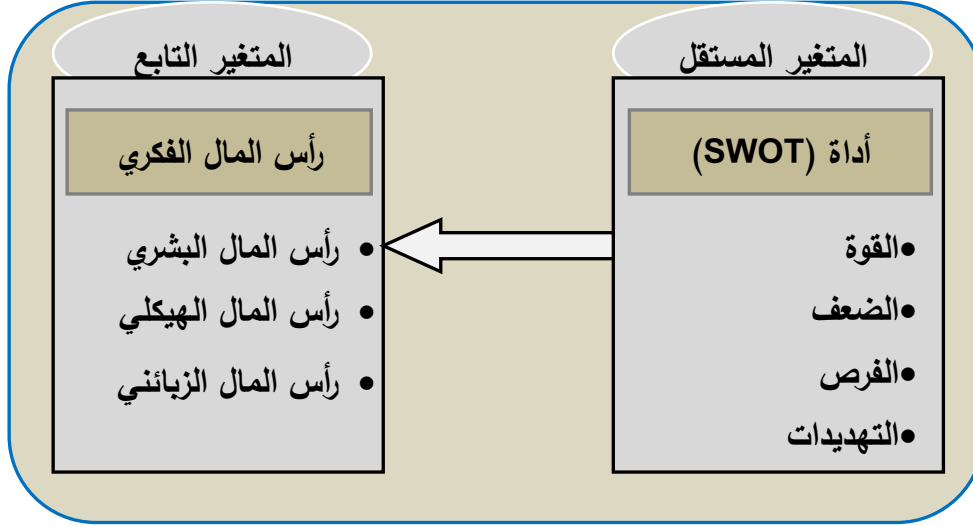 المتغير المستقل
أداة (SWOT)
•القوة
•الضعف
•الفرص
•التهديدات
المتغير التابع
رأس المال الفكري
• رأس المال البشري
• رأس المال الهيكلي
• رأس المال الزبائني